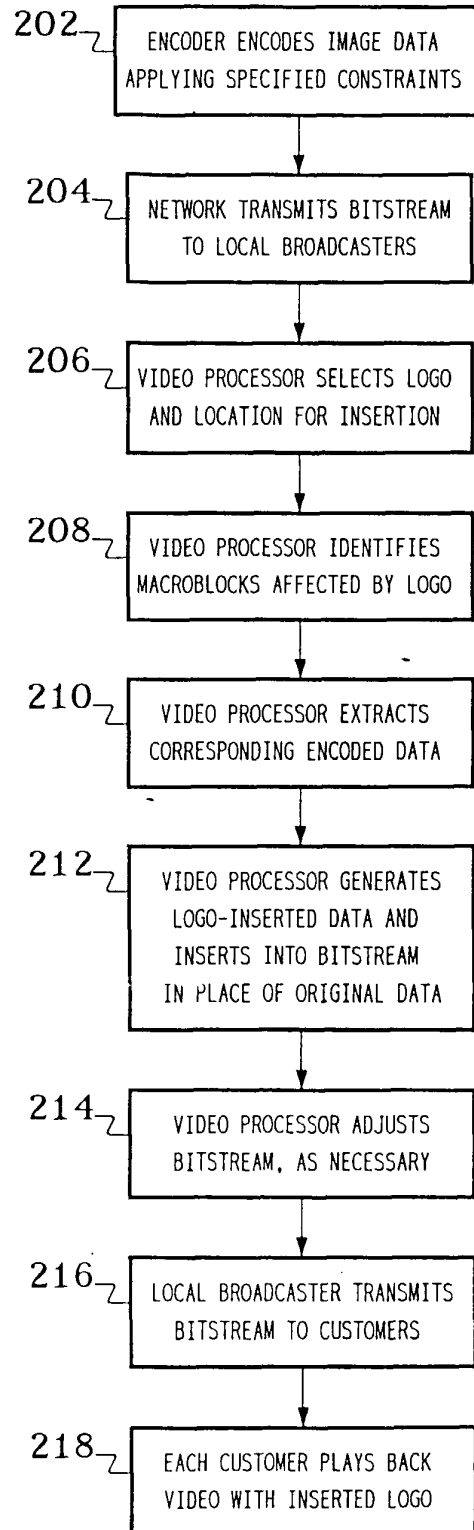 202
ENCODER ENCODES IMAGE DATA
APPLYING SPECIFIED CONSTRAINTS
204
NETWORK TRANSMITS BITSTREAM
TO LOCAL BROADCASTERS
206
VIDEO PROCESSOR SELECTS LOGO
AND LOCATION FOR INSERTION
208
VIDEO PROCESSOR IDENTIFIES
MACROBLOCKS AFFECTED BY LOGO
210
VIDEO PROCESSOR EXTRACTS
CORRESPONDING ENCODED DATA
212
VIDEO PROCESSOR GENERATES
LOGO-INSERTED DATA AND
INSERTS INTO BITSTREAM
IN PLACE OF ORIGINAL DATA
214
VIDEO PROCESSOR ADJUSTS
BITSTREAM, AS NECESSARY
216
LOCAL BROADCASTER TRANSMITS
BITSTREAM TO CUSTOMERS
218
EACH CUSTOMER PLAYS BACK
VIDEO WITH INSERTED LOGO